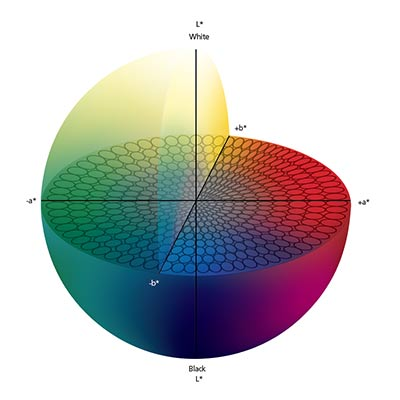 L*
White
+b*
-a*
+a*
-b*
Black
L*